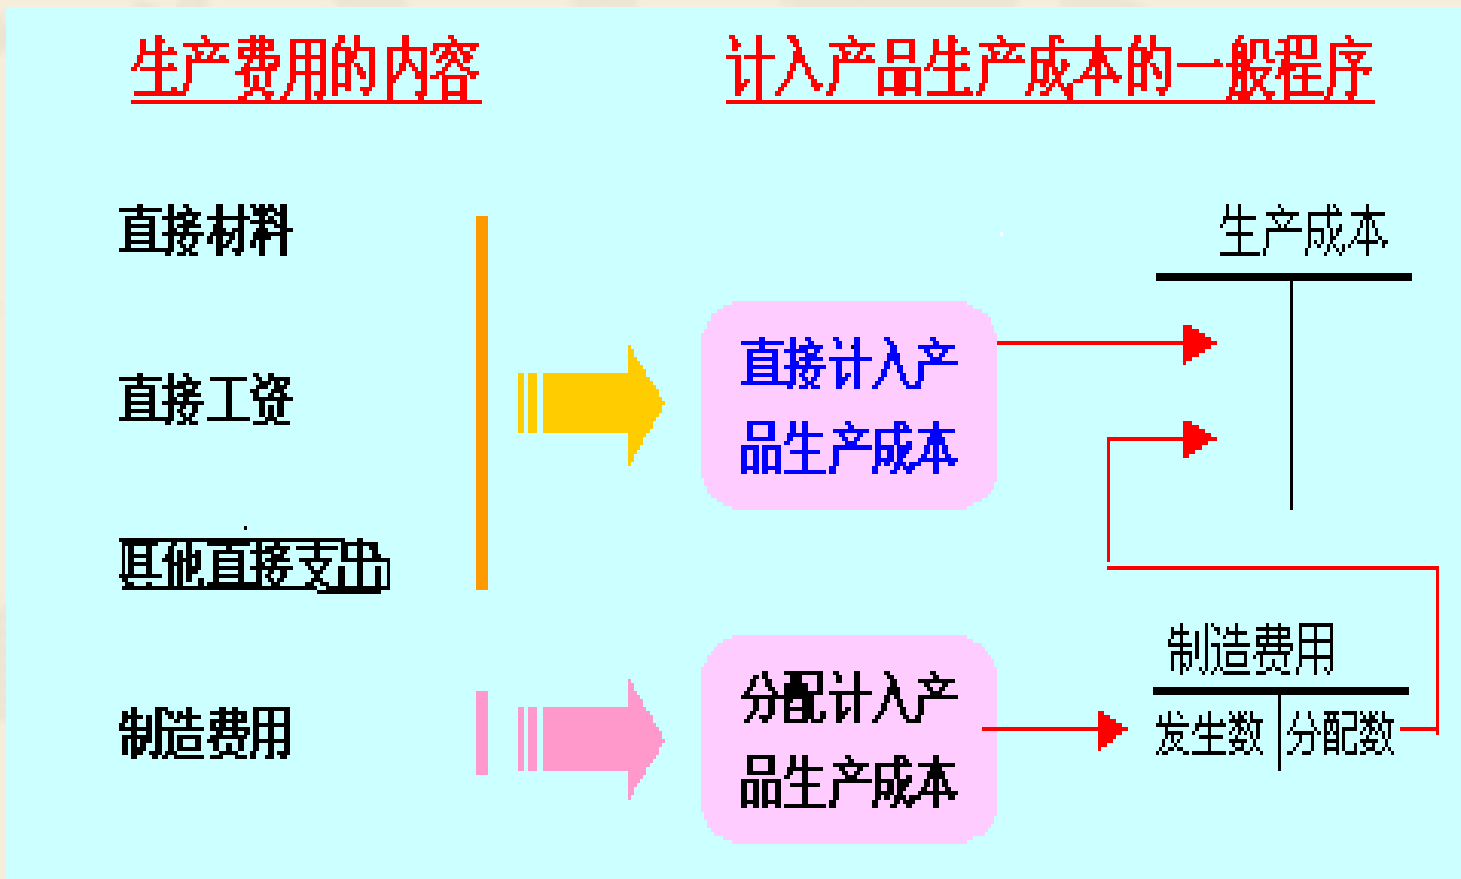 生产费用的内容
计入产品生产成本的一般程序
直接材料
直接工资
其他直接支出
制造费用
直接计入产
品生产成本
分配计入产
品生产成本
生产成本
制造费用
发生数
分配数